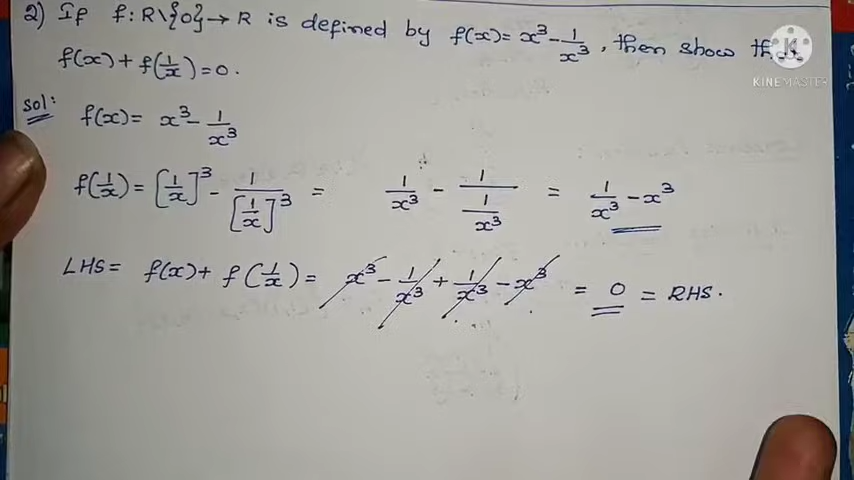 2) If f: R\{0} → R is defined by f(x) = x³ - 1/x³, then show that
KINEMASTER
f(x) + f(1/x) = 0.
Sol: f(x) = x³ - 1/x³
f(1/x) = [1/x]³ - 1/[1/x]³ = 1/x³ - 1/(1/x³) = 1/x³ - x³
LHS = f(x) + f(1/x) = x³ - 1/x³ + 1/x³ - x³ = 0 = RHS.